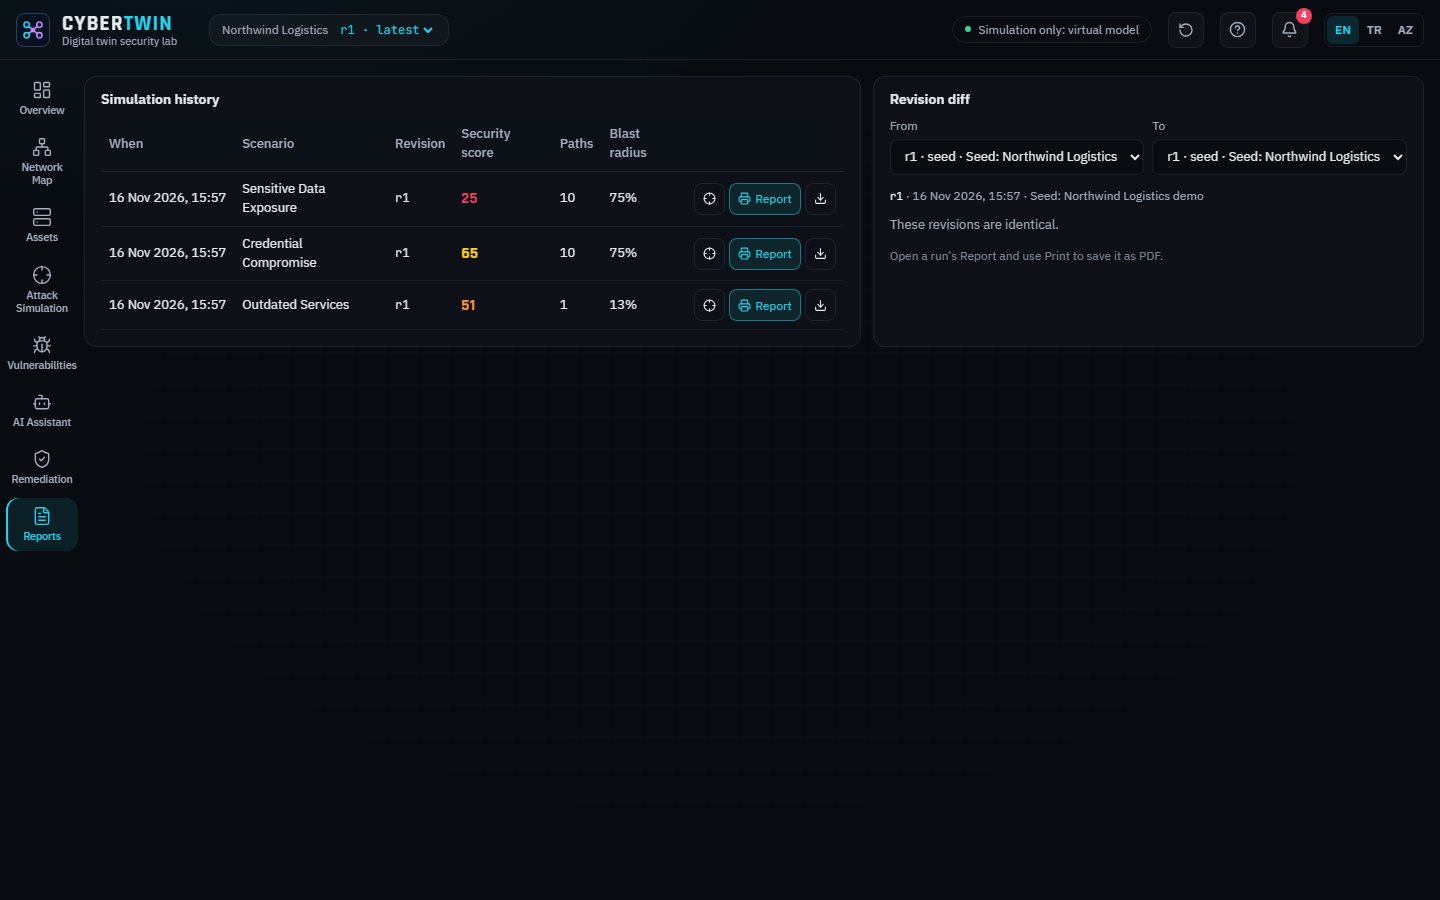 CYBERTWIN
Digital twin security lab
Northwind Logistics r1 · latest
Simulation only: virtual model
4
EN TR AZ
Overview
Network
Map
Assets
Attack
Simulation
Vulnerabilities
AI Assistant
Remediation
Reports
Simulation history
When Scenario Revision Security score Paths Blast radius
16 Nov 2026, 15:57 Sensitive Data Exposure r1 25 10 75% Report
16 Nov 2026, 15:57 Credential Compromise r1 65 10 75% Report
16 Nov 2026, 15:57 Outdated Services r1 51 1 13% Report
Revision diff
From To
r1 · seed · Seed: Northwind Logistics r1 · seed · Seed: Northwind Logistics
r1 · 16 Nov 2026, 15:57 · Seed: Northwind Logistics demo
These revisions are identical.
Open a run's Report and use Print to save it as PDF.